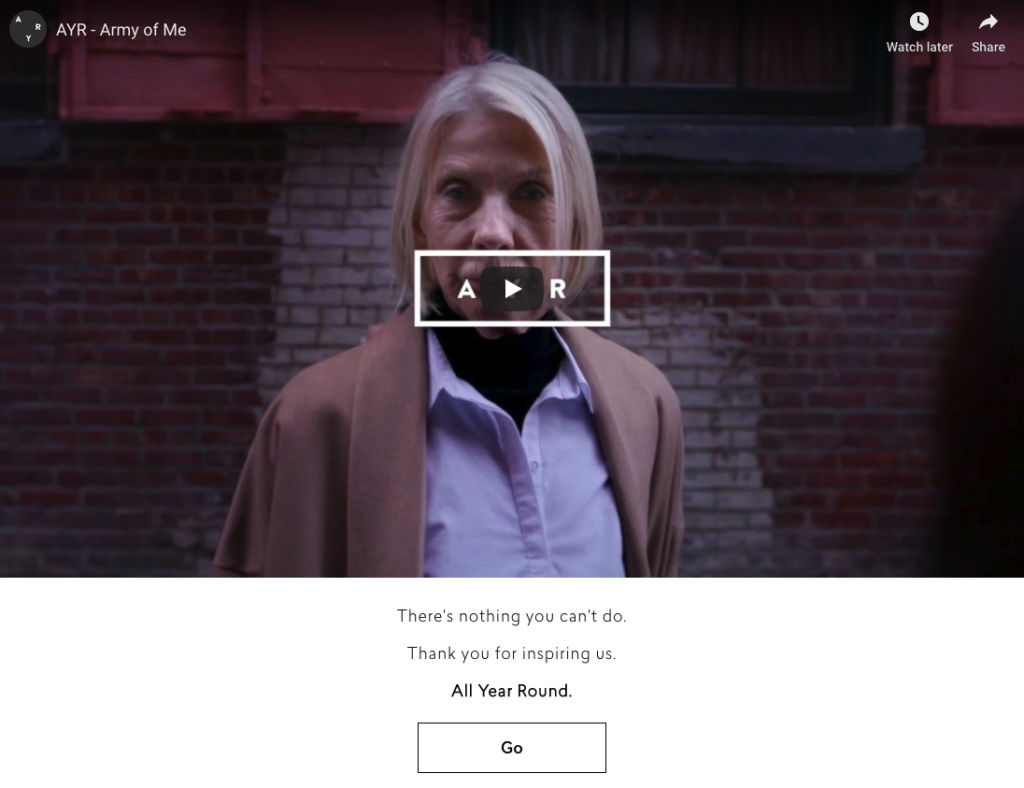 A R Y
AYR - Army of Me
Watch later
Share
A R
There's nothing you can't do.
Thank you for inspiring us.
All Year Round.
Go